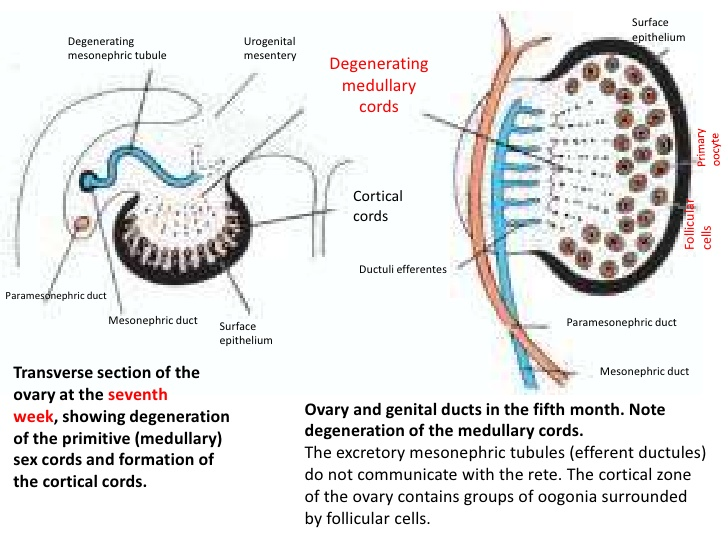 Degenerating
mesonephric tubule
Urogenital
mesentery
Degenerating
medullary
cords
Surface
epithelium
Primary
oocyte
Cortical
cords
Follicular
cells
Ductuli efferentes
Paramesonephric duct
Mesonephric duct
Surface
epithelium
Paramesonephric duct
Mesonephric duct
Transverse section of the
ovary at the seventh
week, showing degeneration
of the primitive (medullary)
sex cords and formation of
the cortical cords.
Ovary and genital ducts in the fifth month. Note
degeneration of the medullary cords.
The excretory mesonephric tubules (efferent ductules)
do not communicate with the rete. The cortical zone
of the ovary contains groups of oogonia surrounded
by follicular cells.